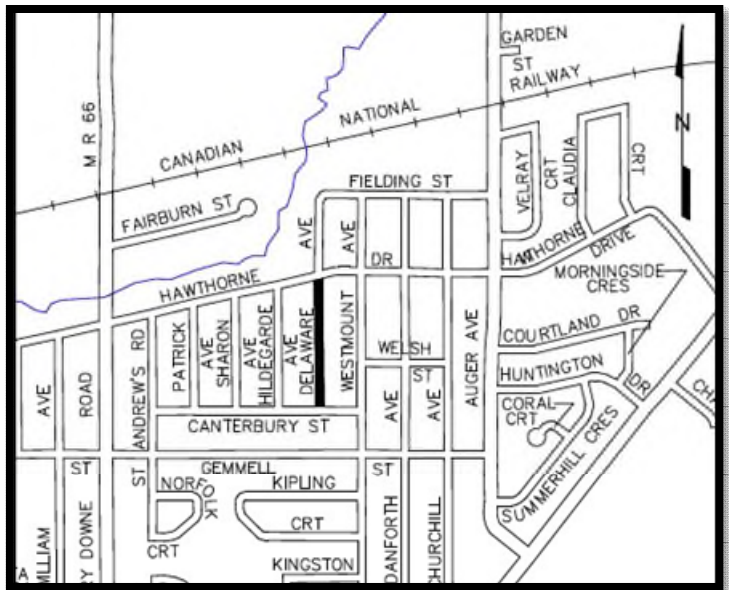 GARDEN
ST
RAILWAY
NATIONAL
CANADIAN
M R 66
N
VELRAY
CRT
CLAUDIA
CRT
FIELDING ST
FAIRBURN ST
AVE
AVE
DR
HAWTHORNE
HAWTHORNE
DRIVE
MORNINGSIDE
CRES
COURTLAND DR
HUNTINGTON
DR
CORAL
CRT
SUMMERHILL CRES
AVE
ROAD
ANDREW'S RD
PATRICK
AVE
SHARON
AVE
HILDEGARDE
AVE
DELAWARE
WESTMOUNT
WELSH
ST
AUGER AVE
AVE
AVE
CANTERBURY ST
ST
ST
GEMMELL
ST
NORFOLK
CRT
KIPLING
CRT
KINGSTON
DANFORTH
CHURCHILL
RY DOWNE